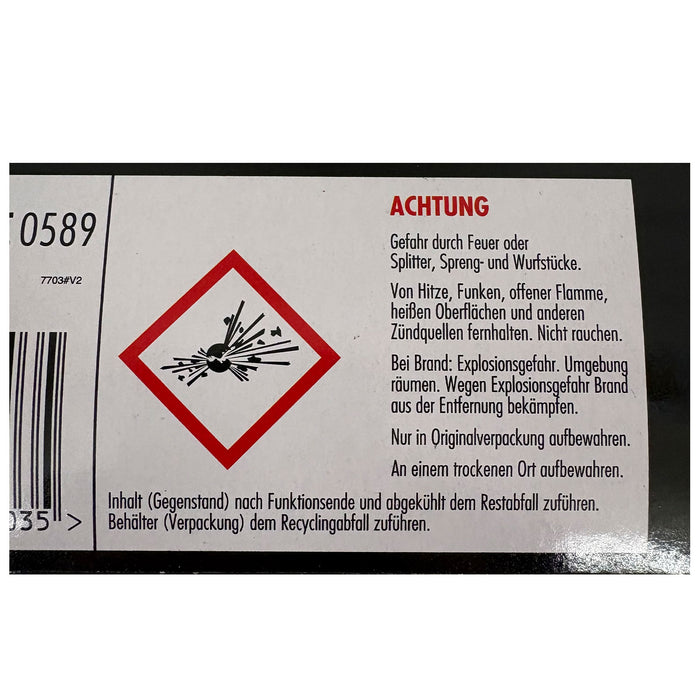 0589
7703#V2
035 >
ACHTUNG
Gefahr durch Feuer oder
Splitter, Spreng- und Wurfstücke.
Von Hitze, Funken, offener Flamme,
heißen Oberflächen und anderen
Zündquellen fernhalten. Nicht rauchen.
Bei Brand: Explosionsgefahr. Umgebung
räumen. Wegen Explosionsgefahr Brand
aus der Entfernung bekämpfen.
Nur in Originalverpackung aufbewahren.
An einem trockenen Ort aufbewahren.
Inhalt (Gegenstand) nach Funktionsende und abgekühlt dem Restabfall zuführen.
Behälter (Verpackung) dem Recyclingabfall zuführen.